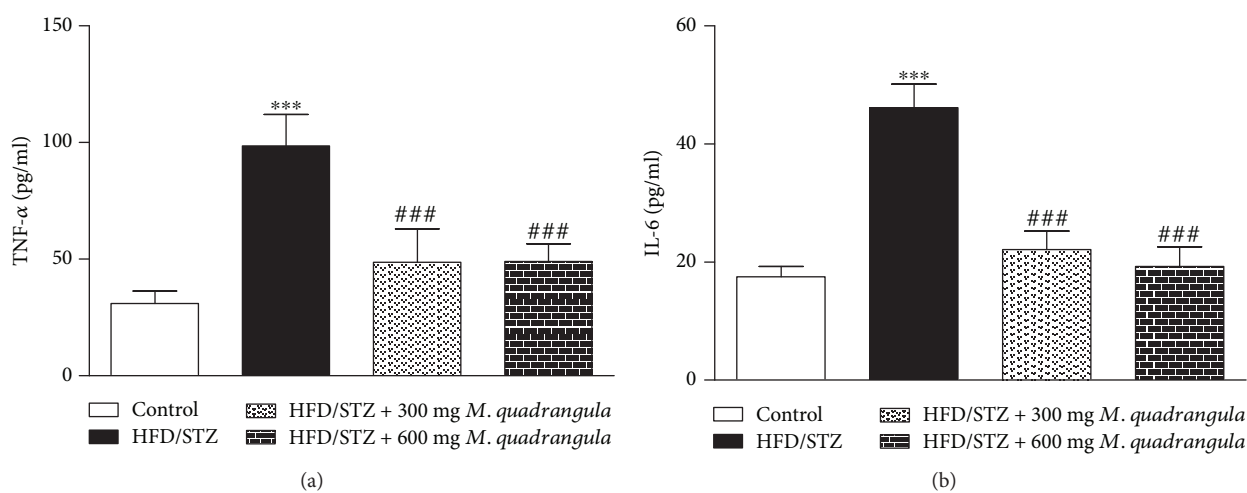 150
100
50
0
TNF-α (pg/ml)
***
###
###
Control
HFD/STZ
HFD/STZ + 300 mg M. quadrangula
HFD/STZ + 600 mg M. quadrangula
(a)
60
40
20
0
IL-6 (pg/ml)
***
###
###
Control
HFD/STZ
HFD/STZ + 300 mg M. quadrangula
HFD/STZ + 600 mg M. quadrangula
(b)